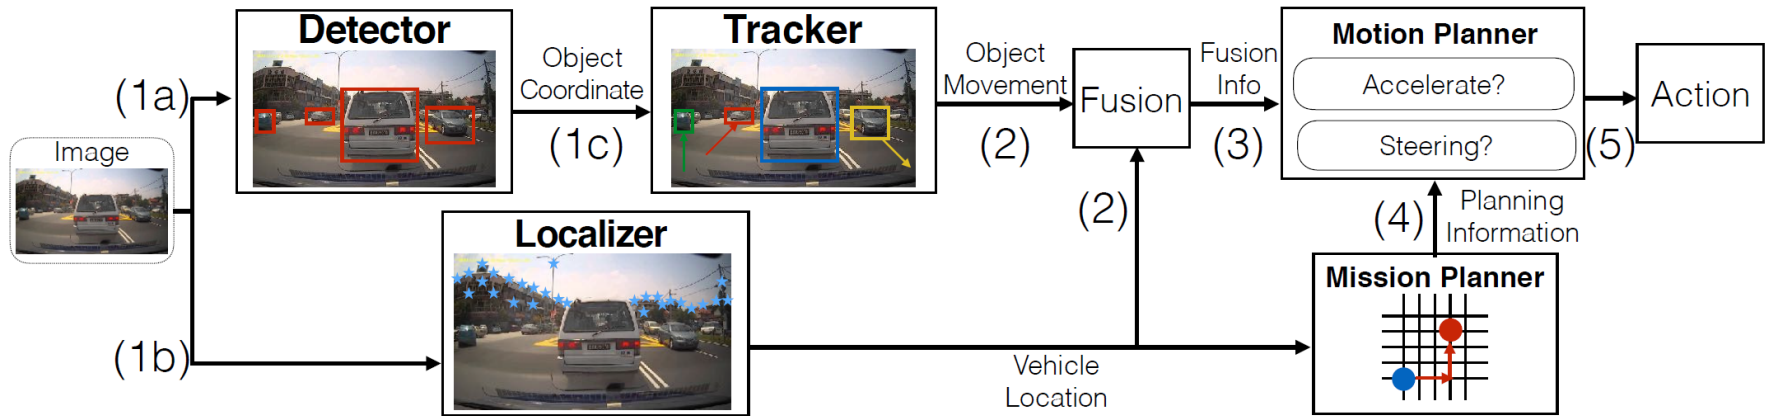 Detector
Tracker
Motion Planner
Accelerate?
Steering?
Action
Object
Coordinate
(1c)
Object
Movement
(2)
Fusion
Fusion
Info
(3)
(5)
(1a)
Image
(1b)
Localizer
(2)
Vehicle
Location
(4)
Planning
Information
Mission Planner